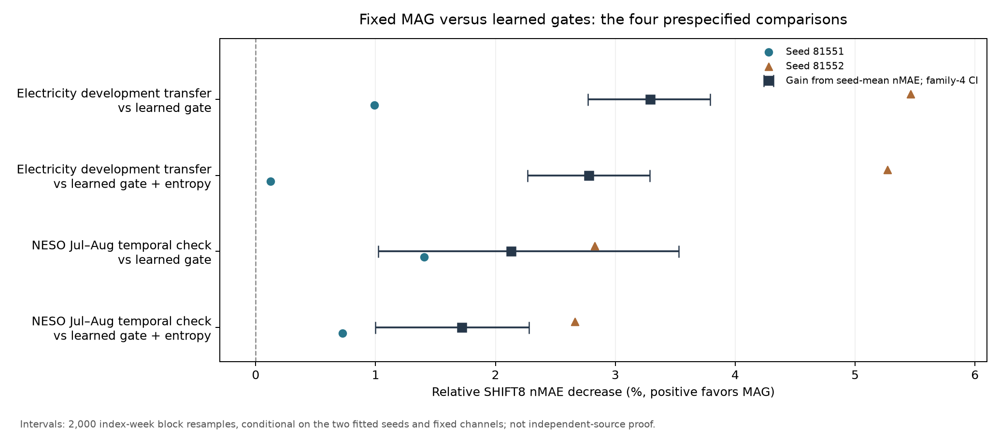 Fixed MAG versus learned gates: the four prespecified comparisons
Seed 81551
Seed 81552
Gain from seed-mean nMAE; family-4 CI
Electricity development transfer
vs learned gate
Electricity development transfer
vs learned gate + entropy
NESO Jul–Aug temporal check
vs learned gate
NESO Jul–Aug temporal check
vs learned gate + entropy
0 1 2 3 4 5 6
Relative SHIFT8 nMAE decrease (%, positive favors MAG)
Intervals: 2,000 index-week block resamples, conditional on the two fitted seeds and fixed channels; not independent-source proof.